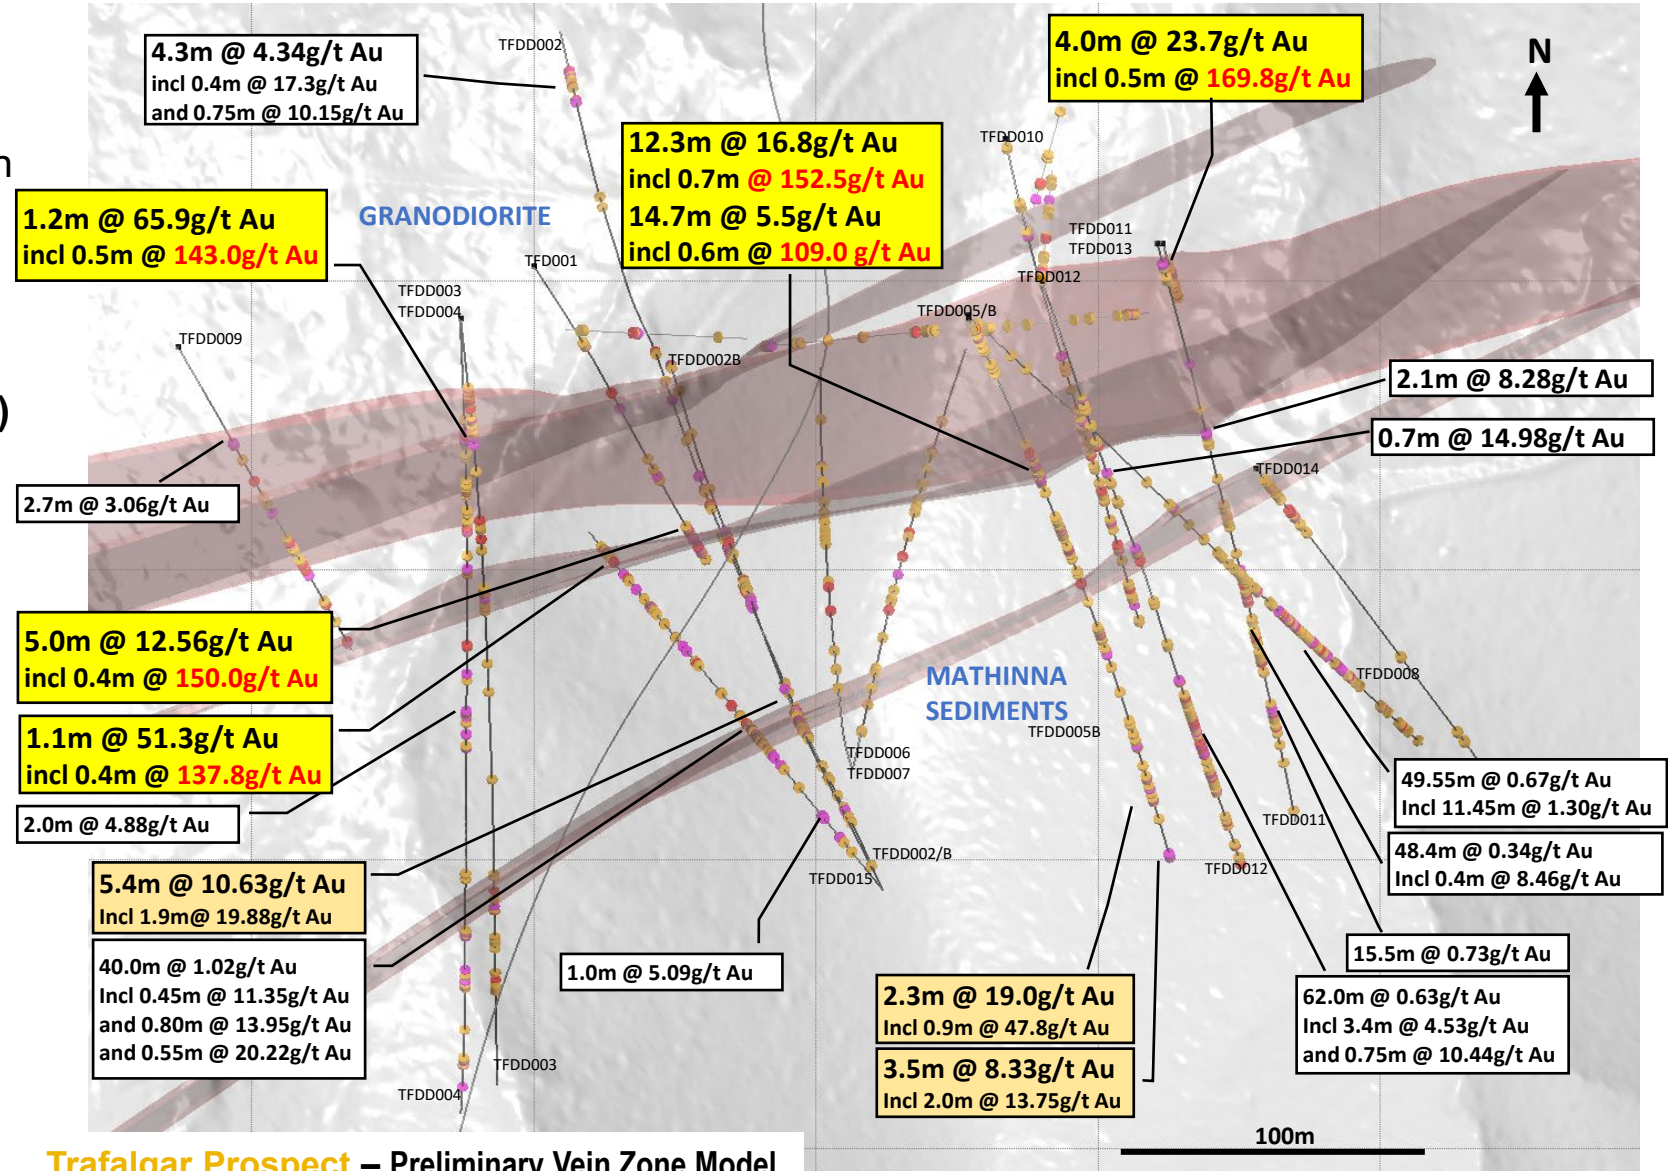 4.3m @ 4.34g/t Au
incl 0.4m @ 17.3g/t Au
and 0.75m @ 10.15g/t Au
TFDD002
4.0m @ 23.7g/t Au
incl 0.5m @ 169.8g/t Au
N
12.3m @ 16.8g/t Au
incl 0.7m @ 152.5g/t Au
14.7m @ 5.5g/t Au
incl 0.6m @ 109.0 g/t Au
TFDD010
n
1.2m @ 65.9g/t Au
incl 0.5m @ 143.0g/t Au
GRANODIORITE
TFDD011
TFDD013
TFD001
TFDD012
TFDD003
TFDD004
TFDD005/B
TFDD009
TFDD002B
2.1m @ 8.28g/t Au
)
0.7m @ 14.98g/t Au
TFDD014
2.7m @ 3.06g/t Au
5.0m @ 12.56g/t Au
incl 0.4m @ 150.0g/t Au
MATHINNA
SEDIMENTS
TFDD008
1.1m @ 51.3g/t Au
incl 0.4m @ 137.8g/t Au
TFDD005B
TFDD006
TFDD007
49.55m @ 0.67g/t Au
Incl 11.45m @ 1.30g/t Au
2.0m @ 4.88g/t Au
TFDD011
48.4m @ 0.34g/t Au
Incl 0.4m @ 8.46g/t Au
TFDD002/B
TFDD015
TFDD012
5.4m @ 10.63g/t Au
Incl 1.9m@ 19.88g/t Au
15.5m @ 0.73g/t Au
40.0m @ 1.02g/t Au
Incl 0.45m @ 11.35g/t Au
and 0.80m @ 13.95g/t Au
and 0.55m @ 20.22g/t Au
1.0m @ 5.09g/t Au
2.3m @ 19.0g/t Au
Incl 0.9m @ 47.8g/t Au
62.0m @ 0.63g/t Au
Incl 3.4m @ 4.53g/t Au
and 0.75m @ 10.44g/t Au
3.5m @ 8.33g/t Au
Incl 2.0m @ 13.75g/t Au
TFDD003
TFDD004
100m
Trafalgar Prospect – Preliminary Vein Zone Model